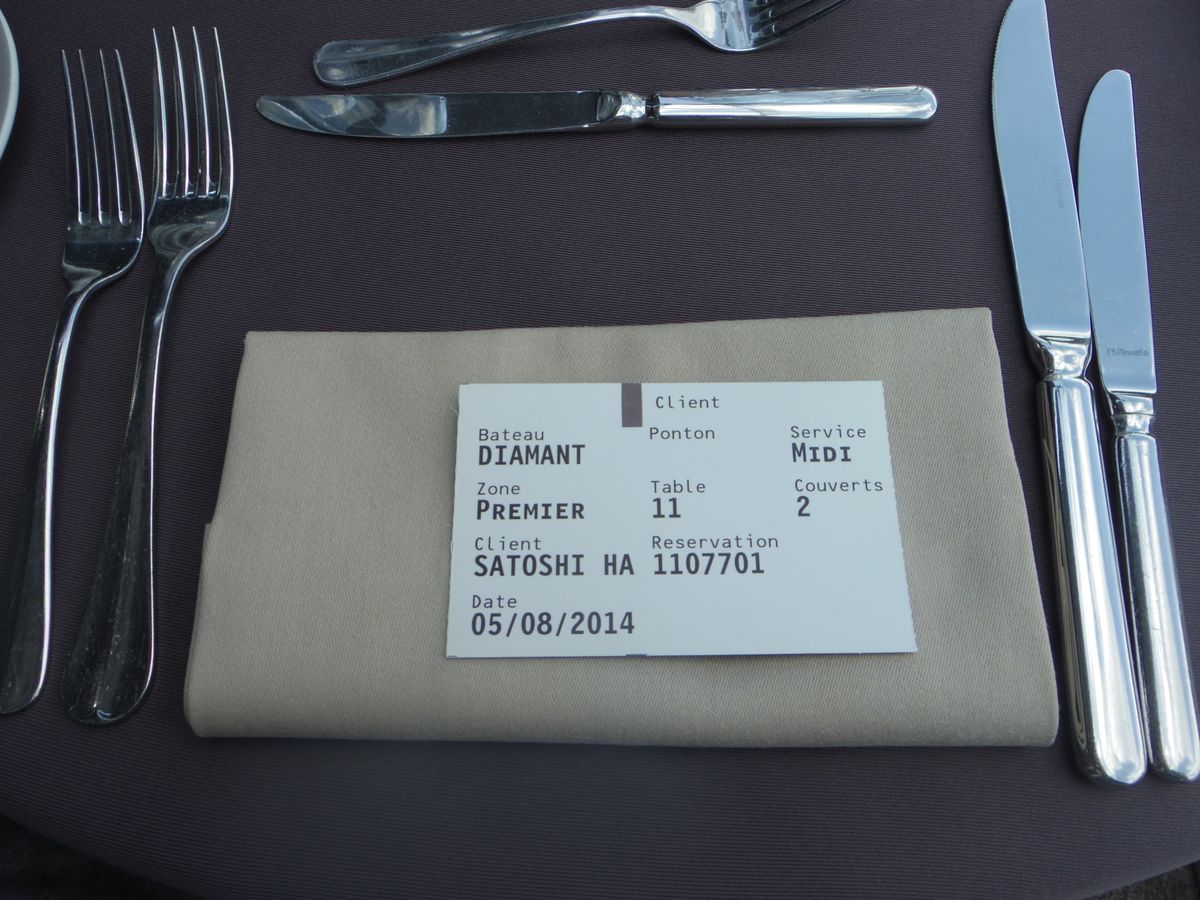 Client
Bateau Ponton Service
DIAMANT MIDI
Zone Table Couverts
PREMIER 11 2
Client Reservation
SATOSHI HA 1107701
Date
05/08/2014